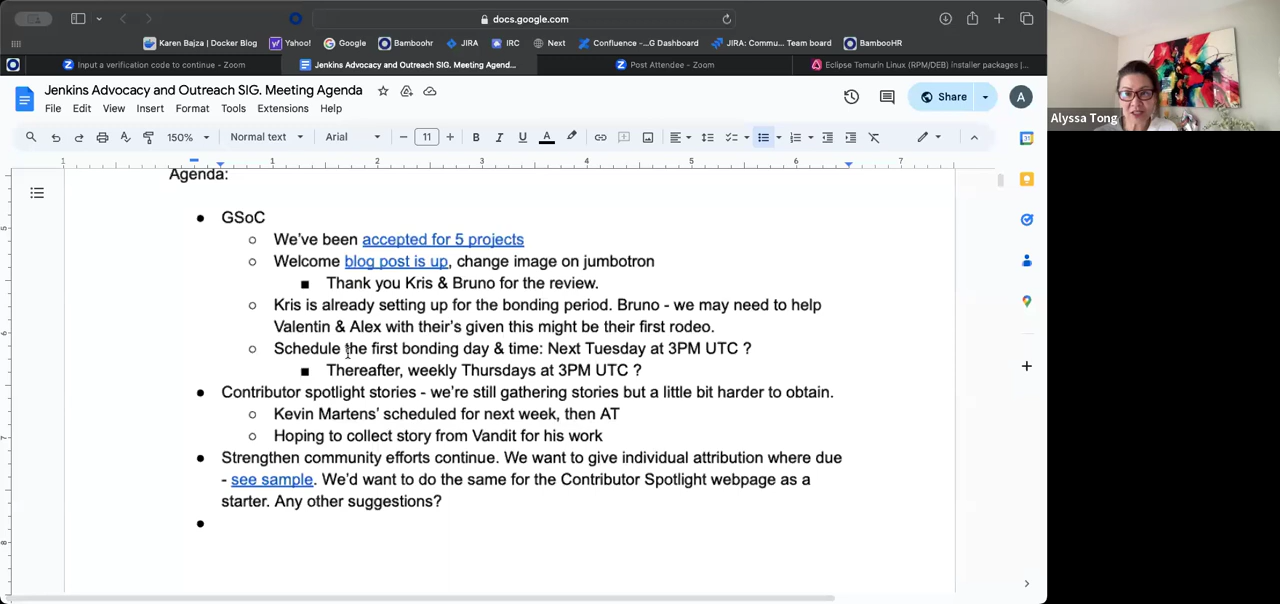 docs.google.com
Karen Bajza | Docker Blog
Yahoo!
Google
Bamboohr
JIRA
IRC
Next
Confluence ...G Dashboard
JIRA: Commu... Team board
BambooHR
Input a verification code to continue - Zoom
Jenkins Advocacy and Outreach SIG. Meeting Agend...
Post Attendee - Zoom
Eclipse Temurin Linux (RPM/DEB) installer packages |...
Jenkins Advocacy and Outreach SIG. Meeting Agenda
File Edit View Insert Format Tools Extensions Help
Share
A
150% Normal text Arial 11 B I U A
1 1 2 3 4 5 6 7
Agenda:
GSoC
We've been accepted for 5 projects
Welcome blog post is up, change image on jumbotron
Thank you Kris & Bruno for the review.
Kris is already setting up for the bonding period. Bruno - we may need to help
Valentin & Alex with their's given this might be their first rodeo.
Schedule the first bonding day & time: Next Tuesday at 3PM UTC ?
Thereafter, weekly Thursdays at 3PM UTC ?
Contributor spotlight stories - we're still gathering stories but a little bit harder to obtain.
Kevin Martens' scheduled for next week, then AT
Hoping to collect story from Vandit for his work
Strengthen community efforts continue. We want to give individual attribution where due
- see sample. We'd want to do the same for the Contributor Spotlight webpage as a
starter. Any other suggestions?
Alyssa Tong